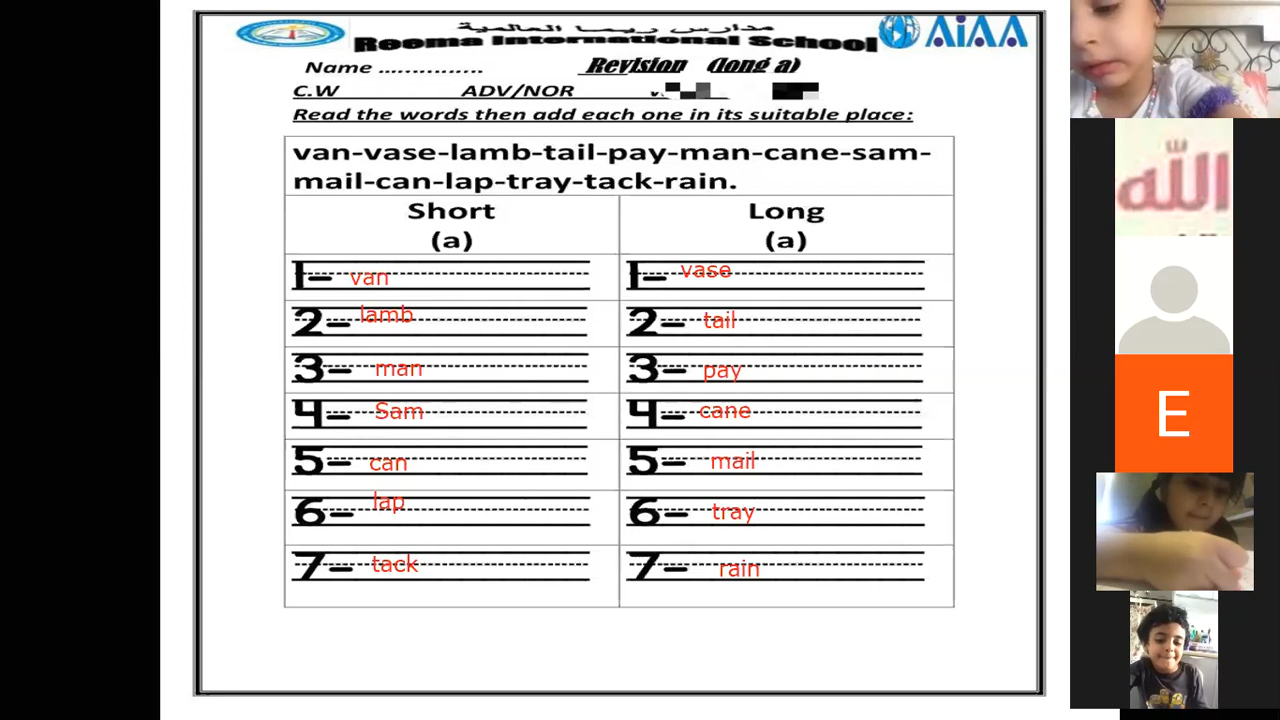 مدارس ريما العالمية
Reema International School
AiAA
Name ...............
Revision (long a)
C.W ADV/NOR
Read the words then add each one in its suitable place:
van-vase-lamb-tail-pay-man-cane-sam-
mail-can-lap-tray-tack-rain.
Short
(a)
Long
(a)
1- van
1- vase
2- lamb
2- tail
3- man
3- pay
4- Sam
4- cane
5- can
5- mail
6- lap
6- tray
7- tack
7- rain
الله
E